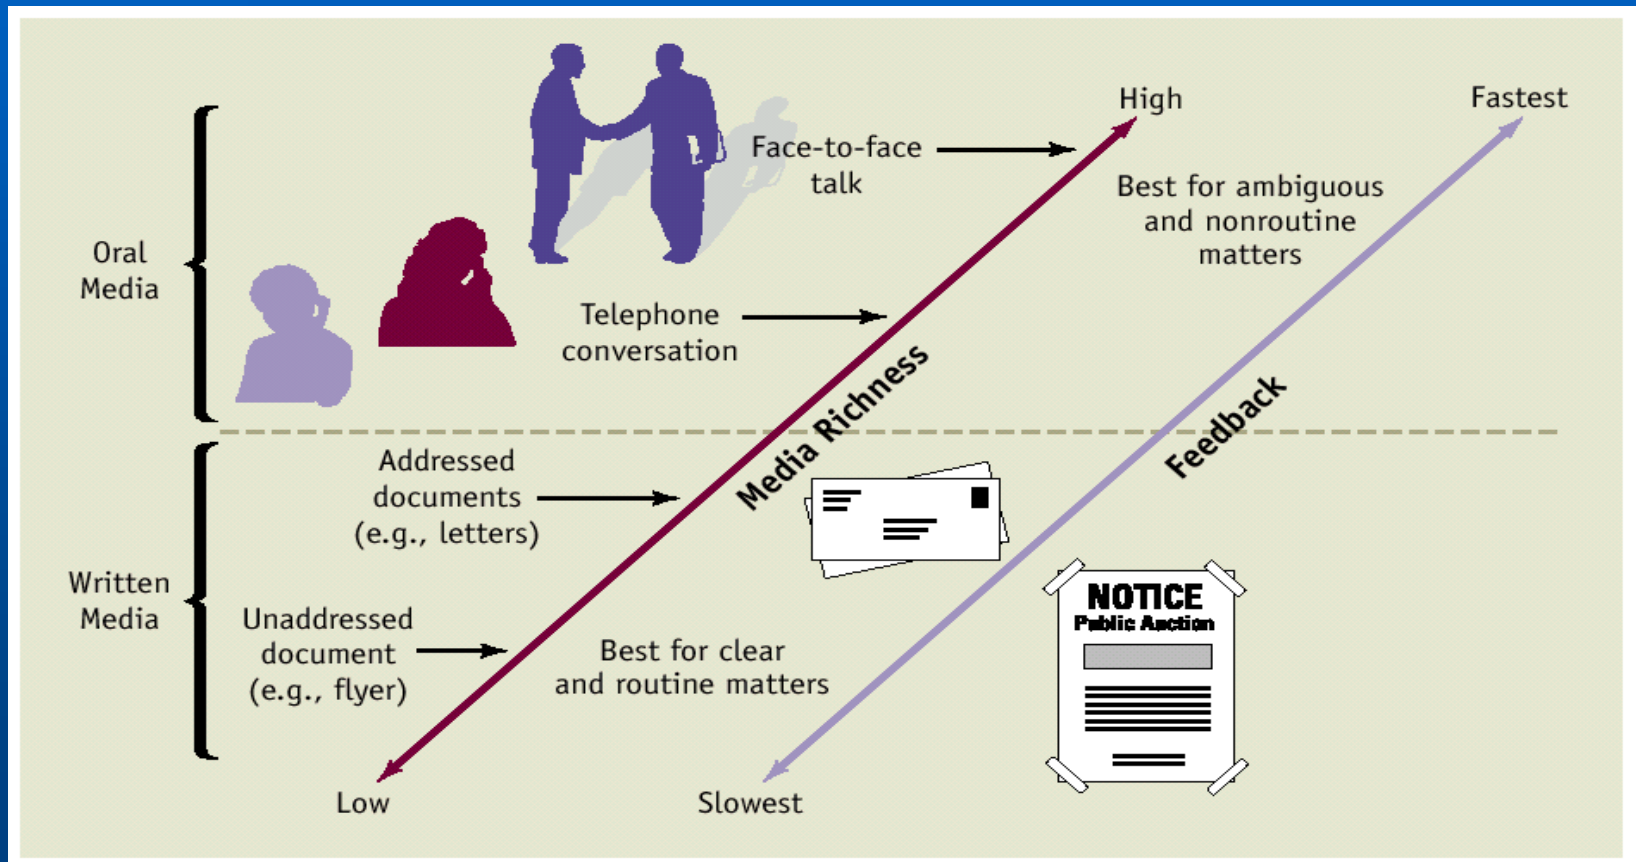 High
Fastest
Face-to-face
talk
Best for ambiguous
and nonroutine
matters
Oral
Media
Telephone
conversation
Media Richness
Feedback
Addressed
documents
(e.g., letters)
Written
Media
Unaddressed
document
(e.g., flyer)
Best for clear
and routine matters
NOTICE
Public Auction
Low
Slowest